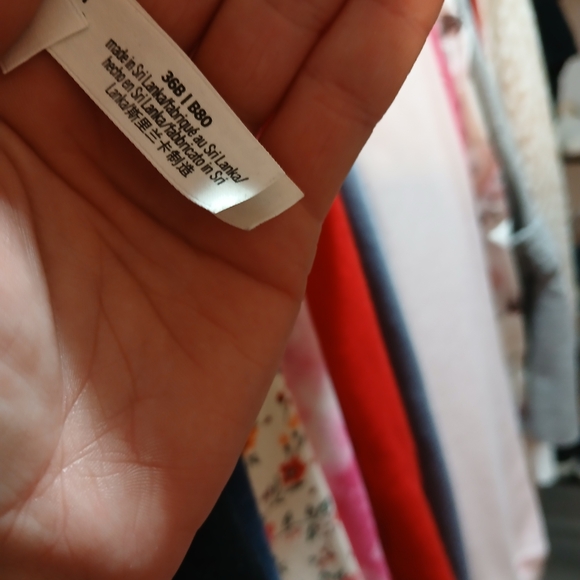 36B | B80
made in Sri Lanka/fabriqué au Sri Lanka/
hecho en Sri Lanka/fabbricato in Sri
Lanka/斯里兰卡制造